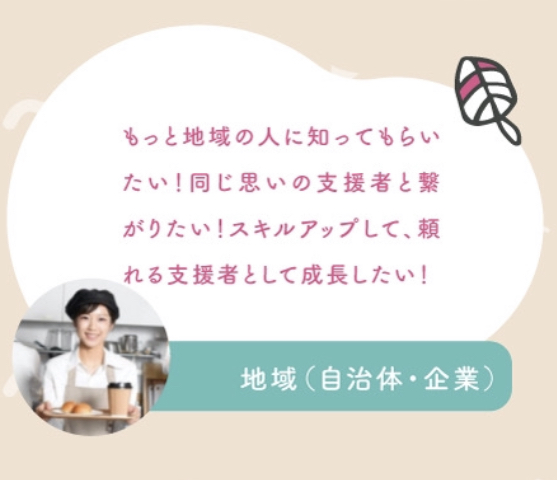 もっと地域の人に知ってもらい
たい！同じ思いの支援者と繋
がりたい！スキルアップして、頼
れる支援者として成長したい！
地域（自治体・企業）